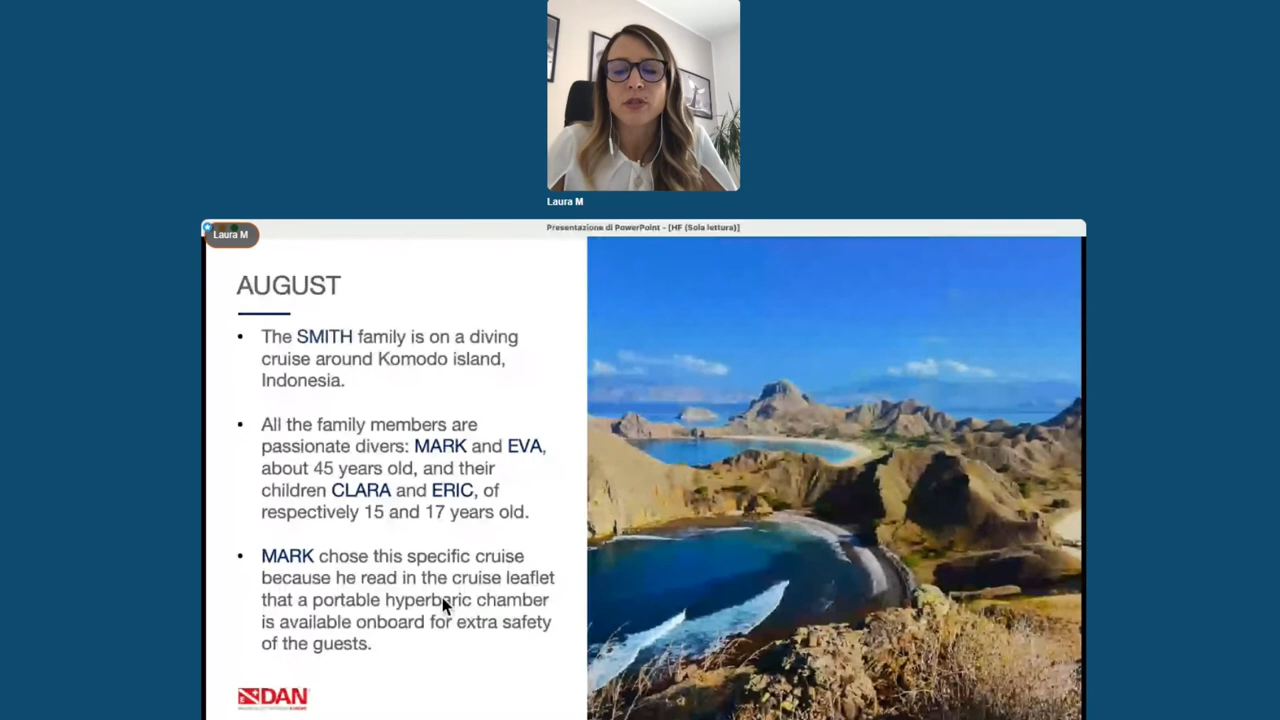 Laura M
Presentazione di PowerPoint - [HF (Sola lettura)]
Laura M
AUGUST
• The SMITH family is on a diving
cruise around Komodo island,
Indonesia.
• All the family members are
passionate divers: MARK and EVA,
about 45 years old, and their
children CLARA and ERIC, of
respectively 15 and 17 years old.
• MARK chose this specific cruise
because he read in the cruise leaflet
that a portable hyperbaric chamber
is available onboard for extra safety
of the guests.
DAN